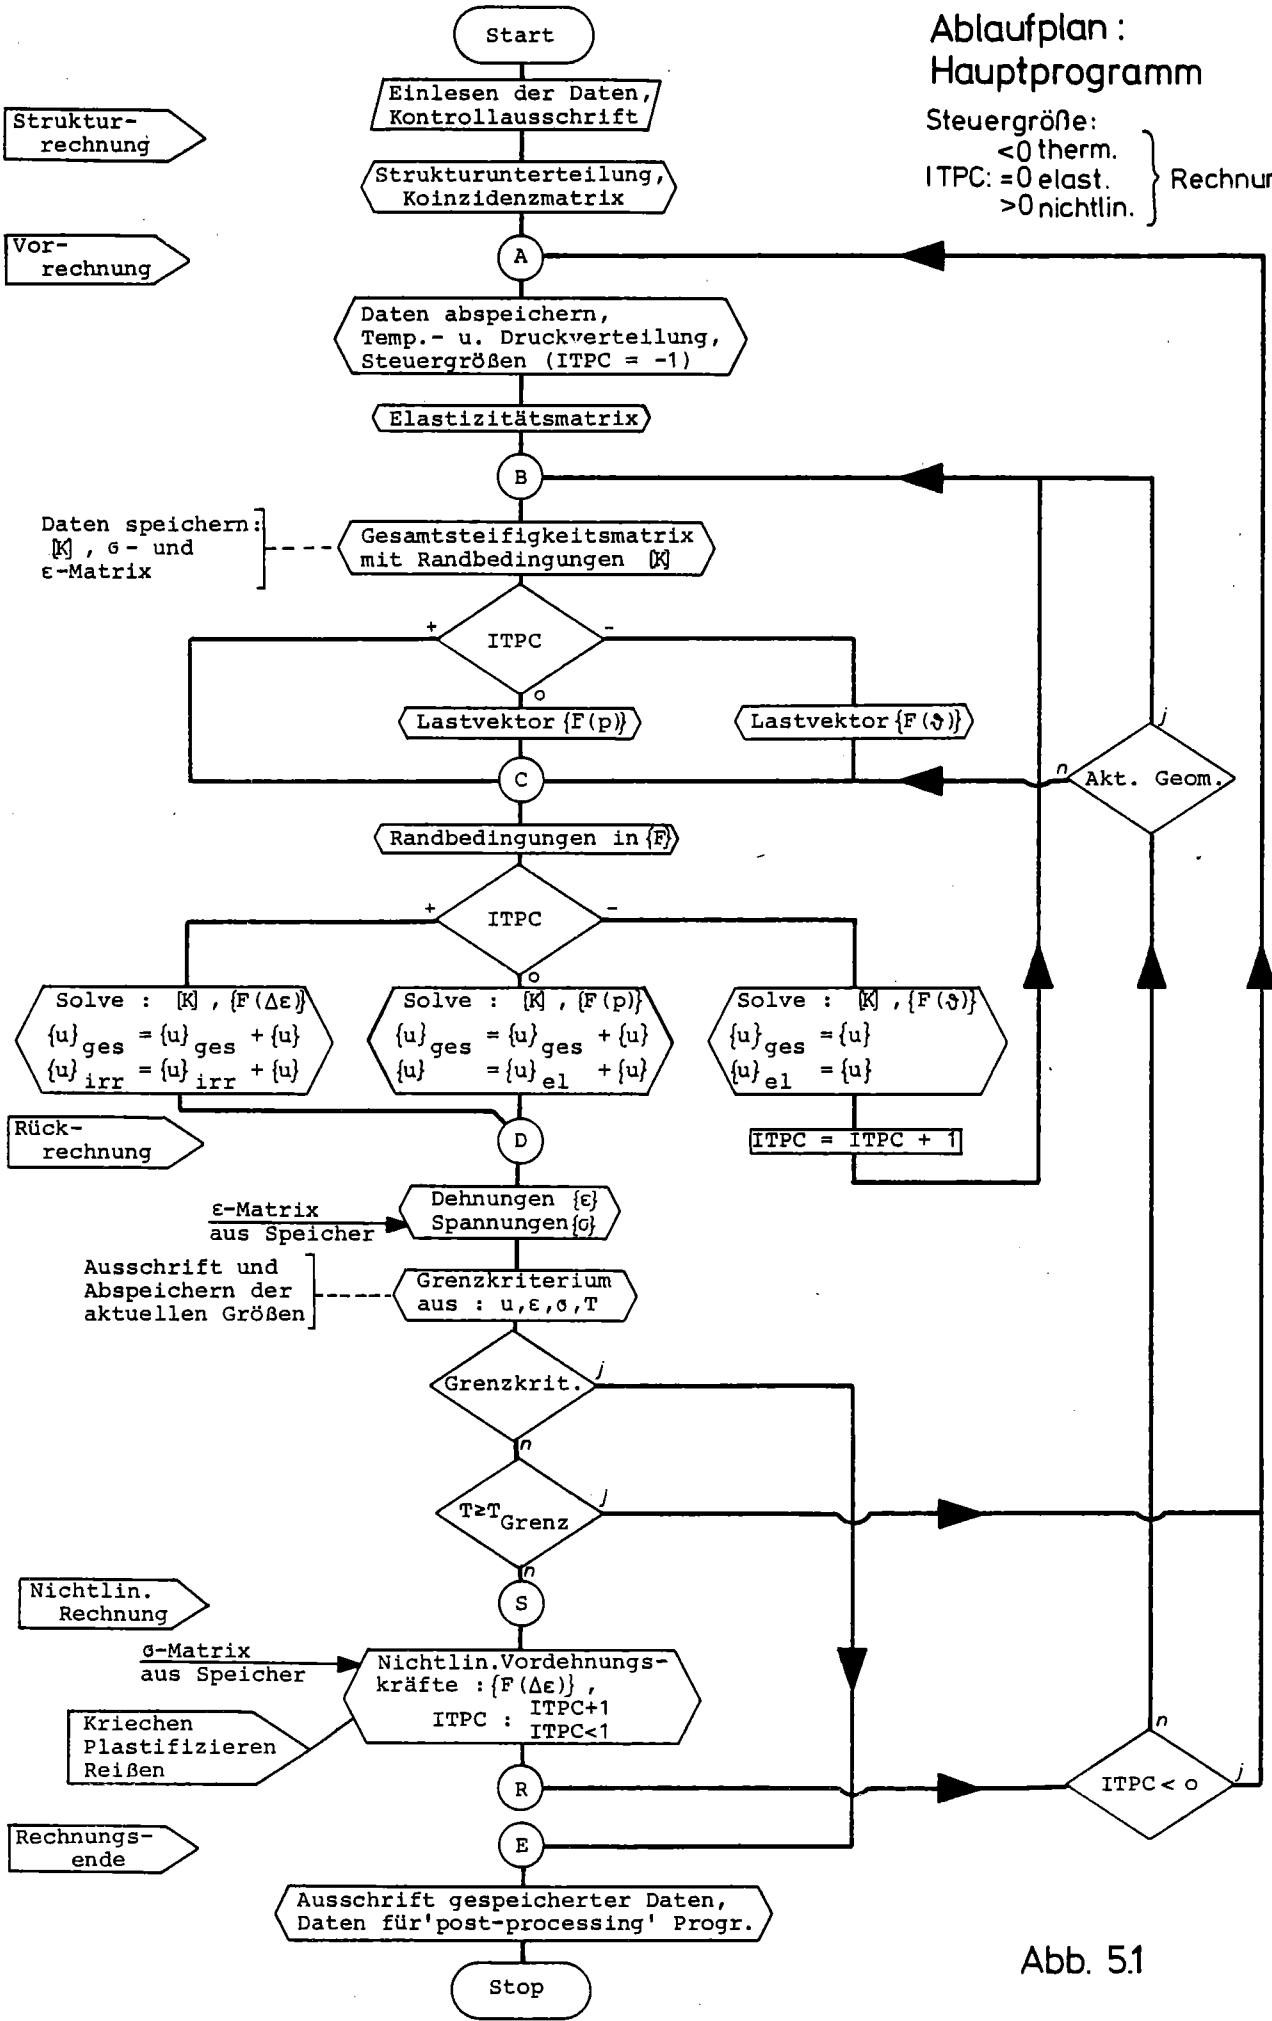 Ablaufplan :
Hauptprogramm
Steuergröße:
<0 therm.
ITPC: =0 elast.
>0 nichtlin.
Start
Einlesen der Daten,
Kontrollausschrift
Struktur-
rechnung
Strukturunterteilung,
Koinzidenzmatrix
Vor-
rechnung
A
Daten abspeichern,
Temp.- u. Druckverteilung,
Steuergrößen (ITPC = -1)
Elastizitätsmatrix
B
Daten speichern:
[K] , σ- und
ε-Matrix
Gesamtsteifigkeitsmatrix
mit Randbedingungen [K]
+
ITPC
-
o
Lastvektor {F(p)}
Lastvektor {F(ϑ)}
C
j
n
Akt. Geom.
Randbedingungen in {F}
+
ITPC
-
o
Solve : [K] , {F(Δε)}
{u}ges = {u}ges + {u}
{u}irr = {u}irr + {u}
Solve : [K] , {F(p)}
{u}ges = {u}ges + {u}
{u} = {u}el + {u}
Solve : [K] , {F(ϑ)}
{u}ges = {u}
{u}el = {u}
ITPC = ITPC + 1
Rück-
rechnung
D
ε-Matrix
aus Speicher
Dehnungen {ε}
Spannungen {σ}
Ausschrift und
Abspeichern der
aktuellen Größen
Grenzkriterium
aus : u,ε,σ,T
Grenzkrit.
j
n
T≥TGrenz
j
n
S
Nichtlin.
Rechnung
σ-Matrix
aus Speicher
Nichtlin.Vordehnungs-
kräfte : {F(Δε)} ,
ITPC : ITPC+1
ITPC<1
Kriechen
Plastifizieren
Reißen
R
n
ITPC < o
j
Rechnungs-
ende
E
Ausschrift gespeicherter Daten,
Daten für 'post-processing' Progr.
Stop
Abb. 5.1